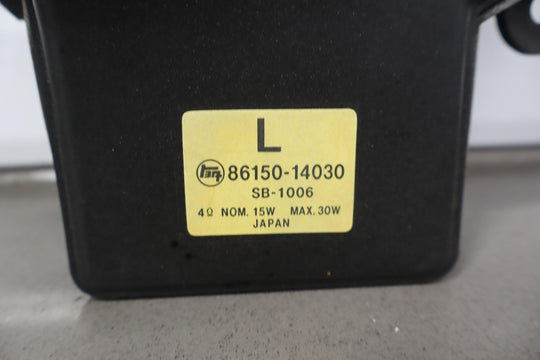 L
86150-14030
SB-1006
4Ω NOM. 15W MAX. 30W
JAPAN